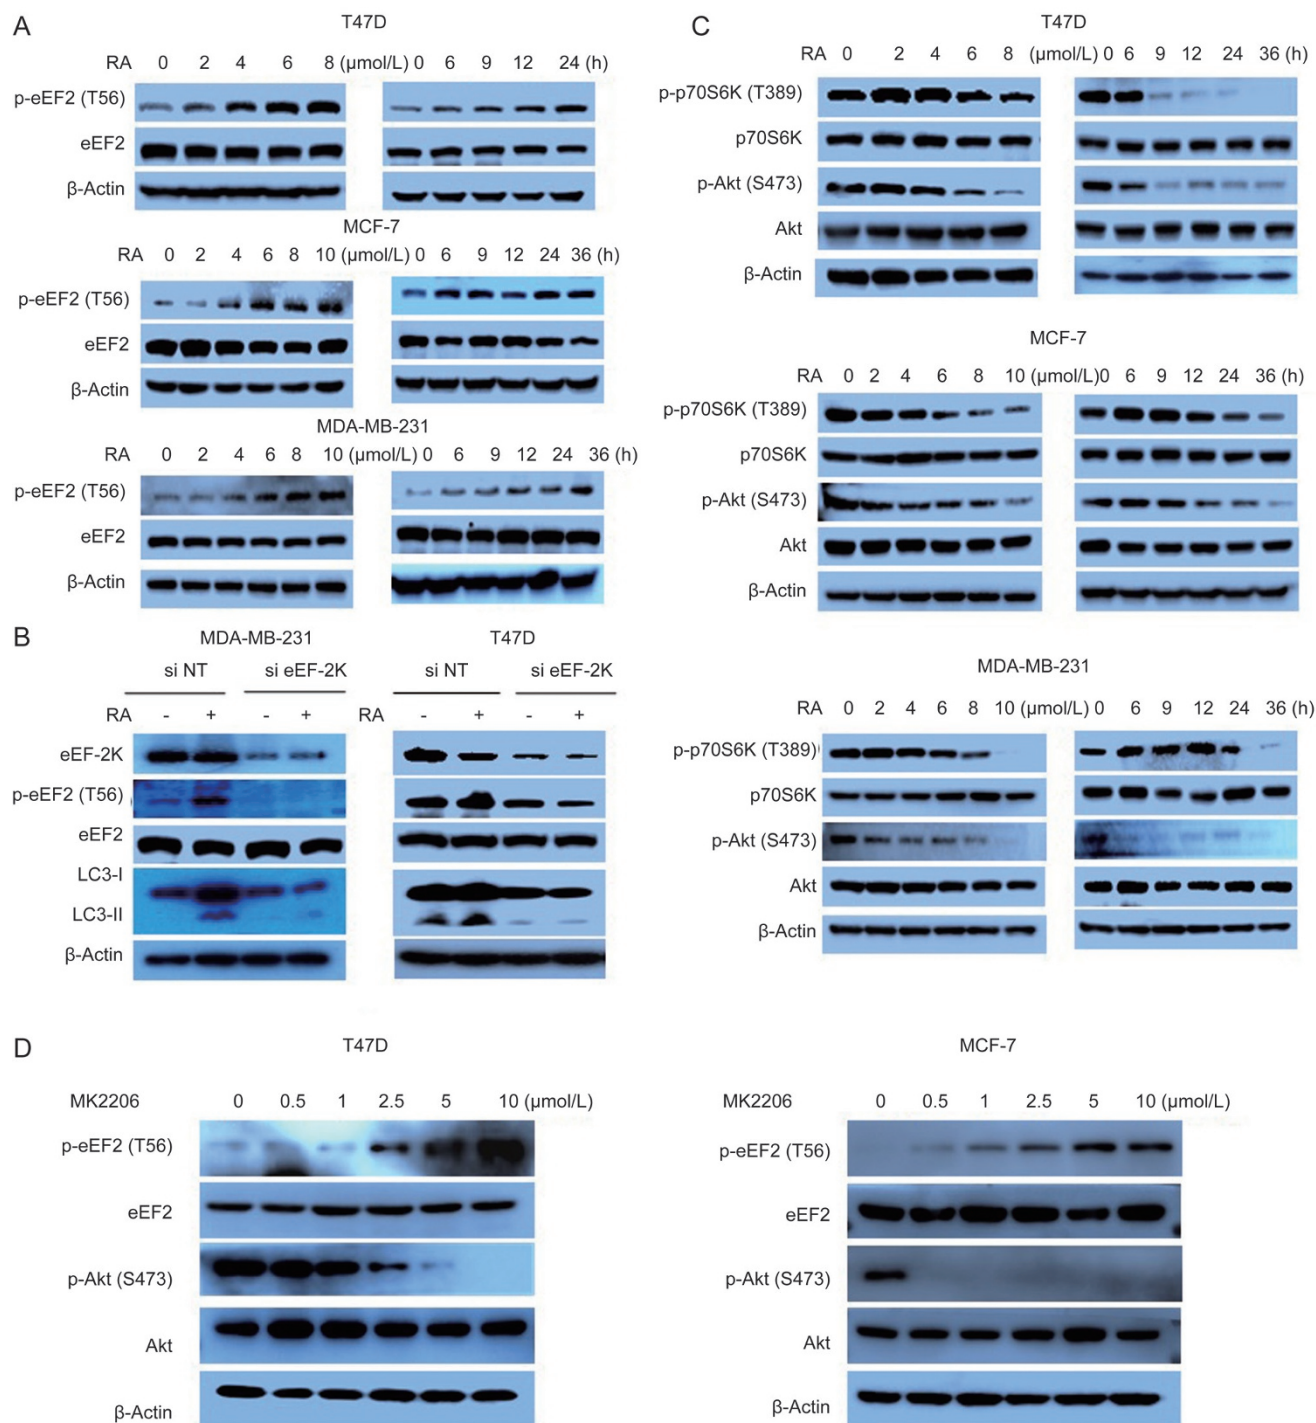 A
T47D
RA 0 2 4 6 8 (μmol/L) 0 6 9 12 24 (h)
p-eEF2 (T56)
eEF2
β-Actin
MCF-7
RA 0 2 4 6 8 10 (μmol/L) 0 6 9 12 24 36 (h)
p-eEF2 (T56)
eEF2
β-Actin
MDA-MB-231
RA 0 2 4 6 8 10 (μmol/L) 0 6 9 12 24 36 (h)
p-eEF2 (T56)
eEF2
β-Actin
B
MDA-MB-231 T47D
si NT si eEF-2K si NT si eEF-2K
RA - + - + RA - + - +
eEF-2K
p-eEF2 (T56)
eEF2
LC3-I
LC3-II
β-Actin
C
T47D
RA 0 2 4 6 8 (μmol/L) 0 6 9 12 24 36 (h)
p-p70S6K (T389)
p70S6K
p-Akt (S473)
Akt
β-Actin
MCF-7
RA 0 2 4 6 8 10 (μmol/L) 0 6 9 12 24 36 (h)
p-p70S6K (T389)
p70S6K
p-Akt (S473)
Akt
β-Actin
MDA-MB-231
RA 0 2 4 6 8 10 (μmol/L) 0 6 9 12 24 36 (h)
p-p70S6K (T389)
p70S6K
p-Akt (S473)
Akt
β-Actin
D
T47D
MK2206 0 0.5 1 2.5 5 10 (μmol/L)
p-eEF2 (T56)
eEF2
p-Akt (S473)
Akt
β-Actin
MCF-7
MK2206 0 0.5 1 2.5 5 10 (μmol/L)
p-eEF2 (T56)
eEF2
p-Akt (S473)
Akt
β-Actin